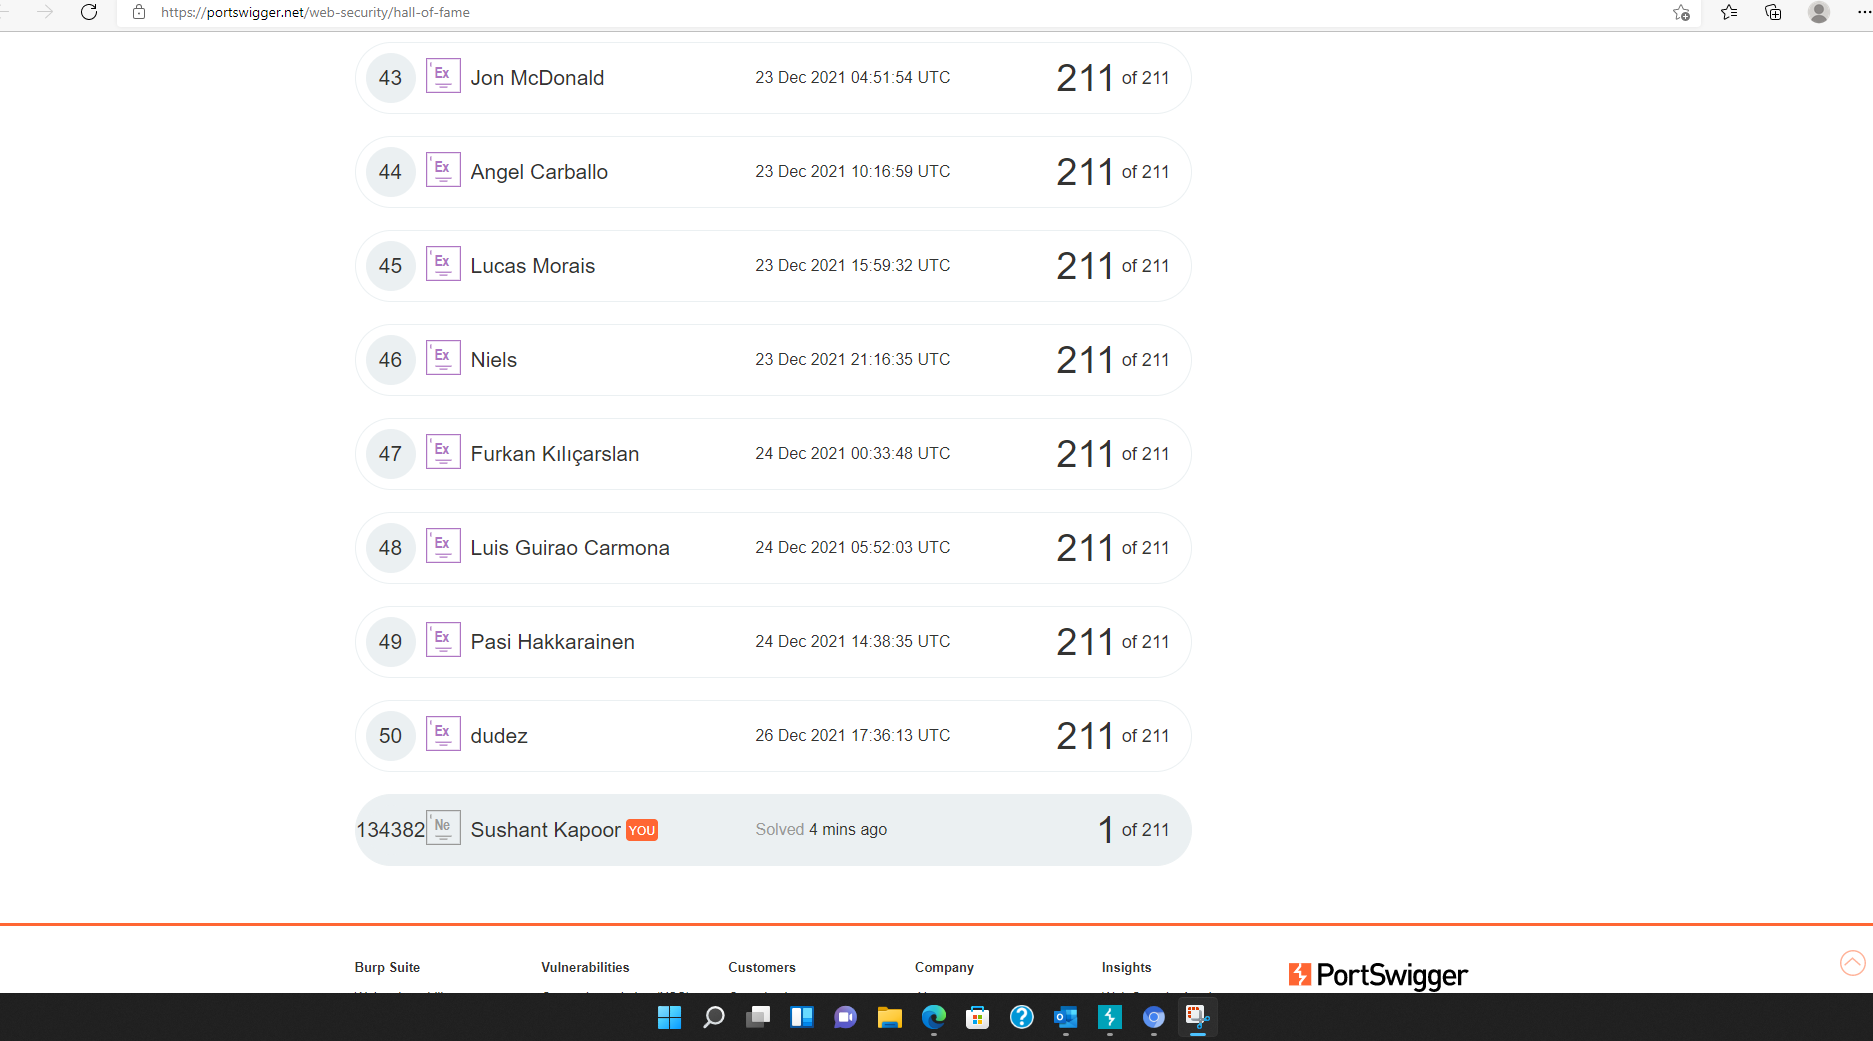 https://portswigger.net/web-security/hall-of-fame
43 Ex Jon McDonald 23 Dec 2021 04:51:54 UTC 211 of 211
44 Ex Angel Carballo 23 Dec 2021 10:16:59 UTC 211 of 211
45 Ex Lucas Morais 23 Dec 2021 15:59:32 UTC 211 of 211
46 Ex Niels 23 Dec 2021 21:16:35 UTC 211 of 211
47 Ex Furkan Kılıçarslan 24 Dec 2021 00:33:48 UTC 211 of 211
48 Ex Luis Guirao Carmona 24 Dec 2021 05:52:03 UTC 211 of 211
49 Ex Pasi Hakkarainen 24 Dec 2021 14:38:35 UTC 211 of 211
50 Ex dudez 26 Dec 2021 17:36:13 UTC 211 of 211
134382 Ne Sushant Kapoor YOU Solved 4 mins ago 1 of 211
Burp Suite Vulnerabilities Customers Company Insights PortSwigger